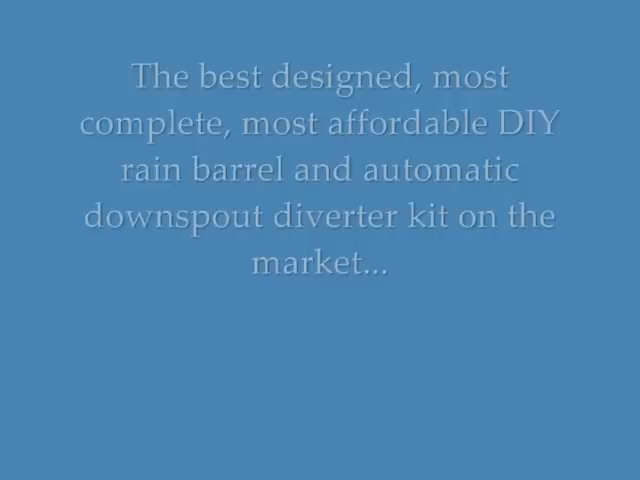 The best designed, most
complete, most affordable DIY
rain barrel and automatic
downspout diverter kit on the
market...